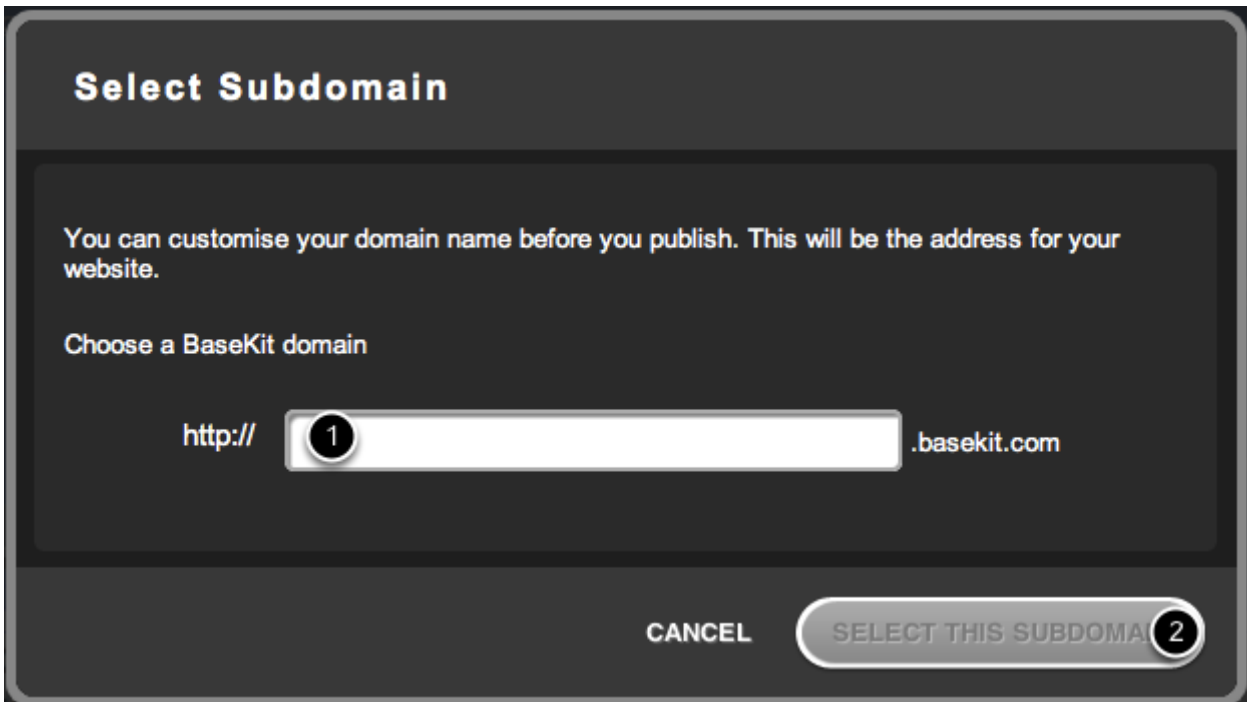 Select Subdomain
You can customise your domain name before you publish. This will be the address for your
website.
Choose a BaseKit domain
http:// 1 .basekit.com
CANCEL SELECT THIS SUBDOMA 2